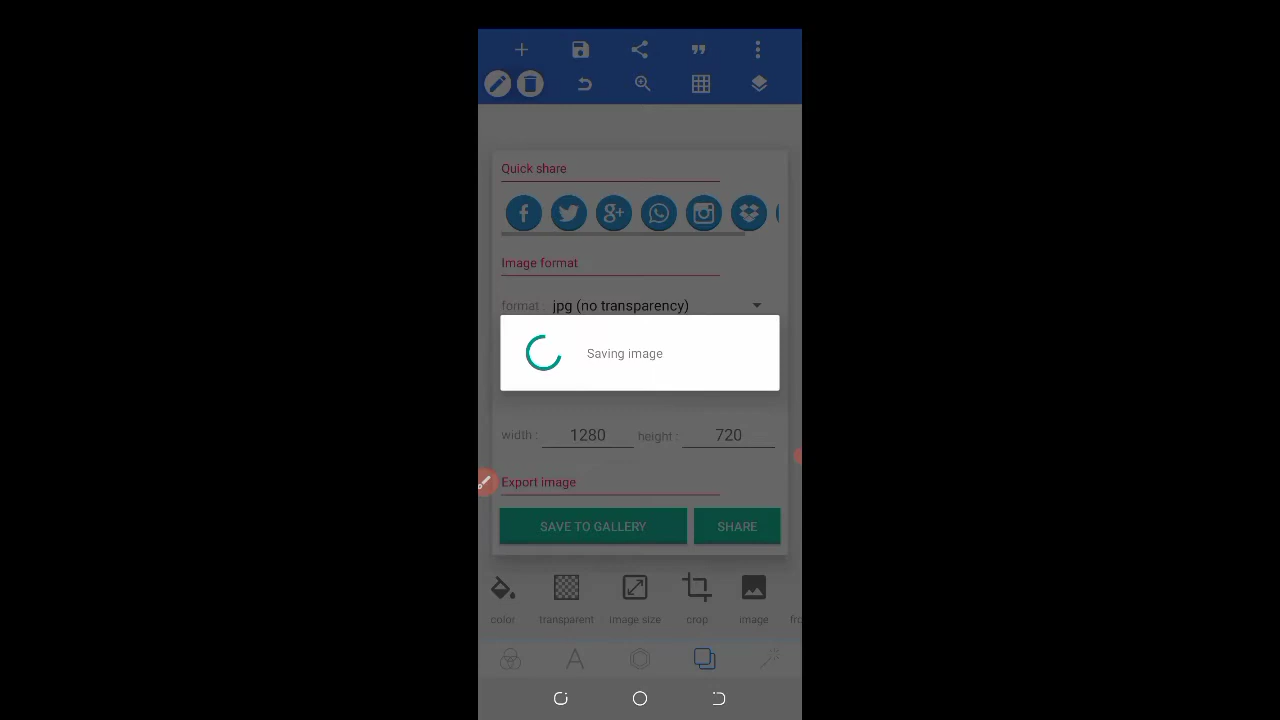 Quick share
Image format
format : jpg (no transparency)
Saving image
width : 1280 height : 720
Export image
SAVE TO GALLERY SHARE
color transparent image size crop image fro